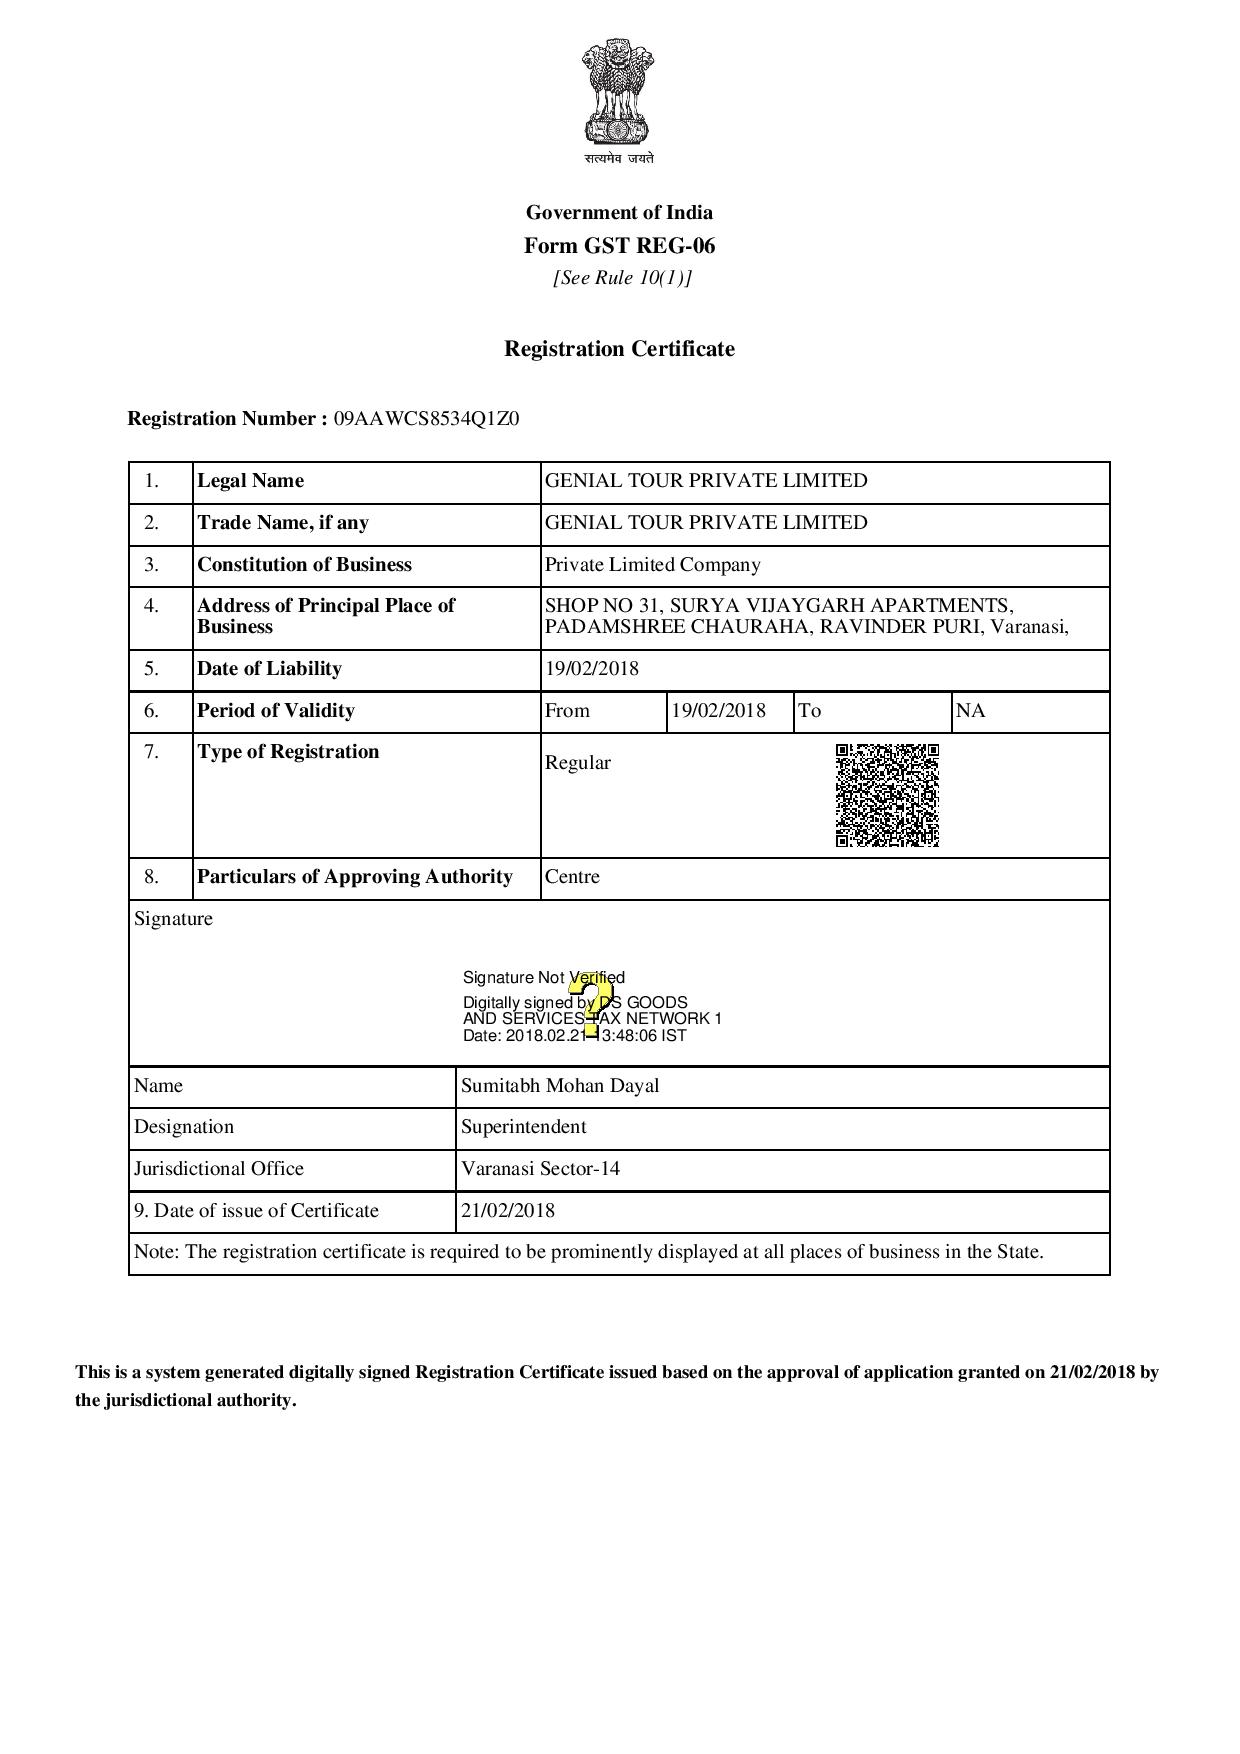 सत्यमेव जयते
Government of India
Form GST REG-06
[See Rule 10(1)]
Registration Certificate
Registration Number : 09AAWCS8534Q1Z0
1. Legal Name GENIAL TOUR PRIVATE LIMITED
2. Trade Name, if any GENIAL TOUR PRIVATE LIMITED
3. Constitution of Business Private Limited Company
4. Address of Principal Place of SHOP NO 31, SURYA VIJAYGARH APARTMENTS,
Business PADAMSHREE CHAURAHA, RAVINDER PURI, Varanasi,
5. Date of Liability 19/02/2018
6. Period of Validity From 19/02/2018 To NA
7. Type of Registration Regular
8. Particulars of Approving Authority Centre
Signature
Signature Not Verified
Digitally signed by DS GOODS
AND SERVICES TAX NETWORK 1
Date: 2018.02.21 13:48:06 IST
Name Sumitabh Mohan Dayal
Designation Superintendent
Jurisdictional Office Varanasi Sector-14
9. Date of issue of Certificate 21/02/2018
Note: The registration certificate is required to be prominently displayed at all places of business in the State.
This is a system generated digitally signed Registration Certificate issued based on the approval of application granted on 21/02/2018 by
the jurisdictional authority.